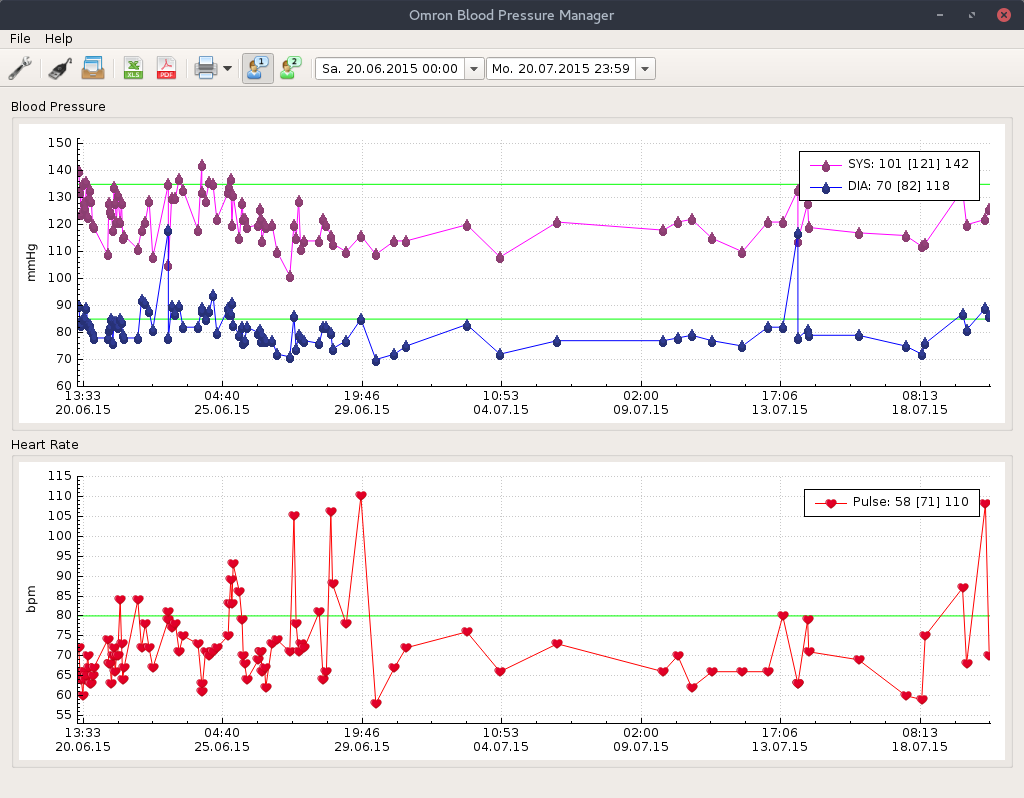 Omron Blood Pressure Manager
File Help
XLS PDF 1 2 Sa. 20.06.2015 00:00 Mo. 20.07.2015 23:59
Blood Pressure
150
140
130
120
110
100
90
80
70
60
mmHg
SYS: 101 [121] 142
DIA: 70 [82] 118
13:33 04:40 19:46 10:53 02:00 17:06 08:13
20.06.15 25.06.15 29.06.15 04.07.15 09.07.15 13.07.15 18.07.15
Heart Rate
115
110
105
100
95
90
85
80
75
70
65
60
55
bpm
Pulse: 58 [71] 110
13:33 04:40 19:46 10:53 02:00 17:06 08:13
20.06.15 25.06.15 29.06.15 04.07.15 09.07.15 13.07.15 18.07.15